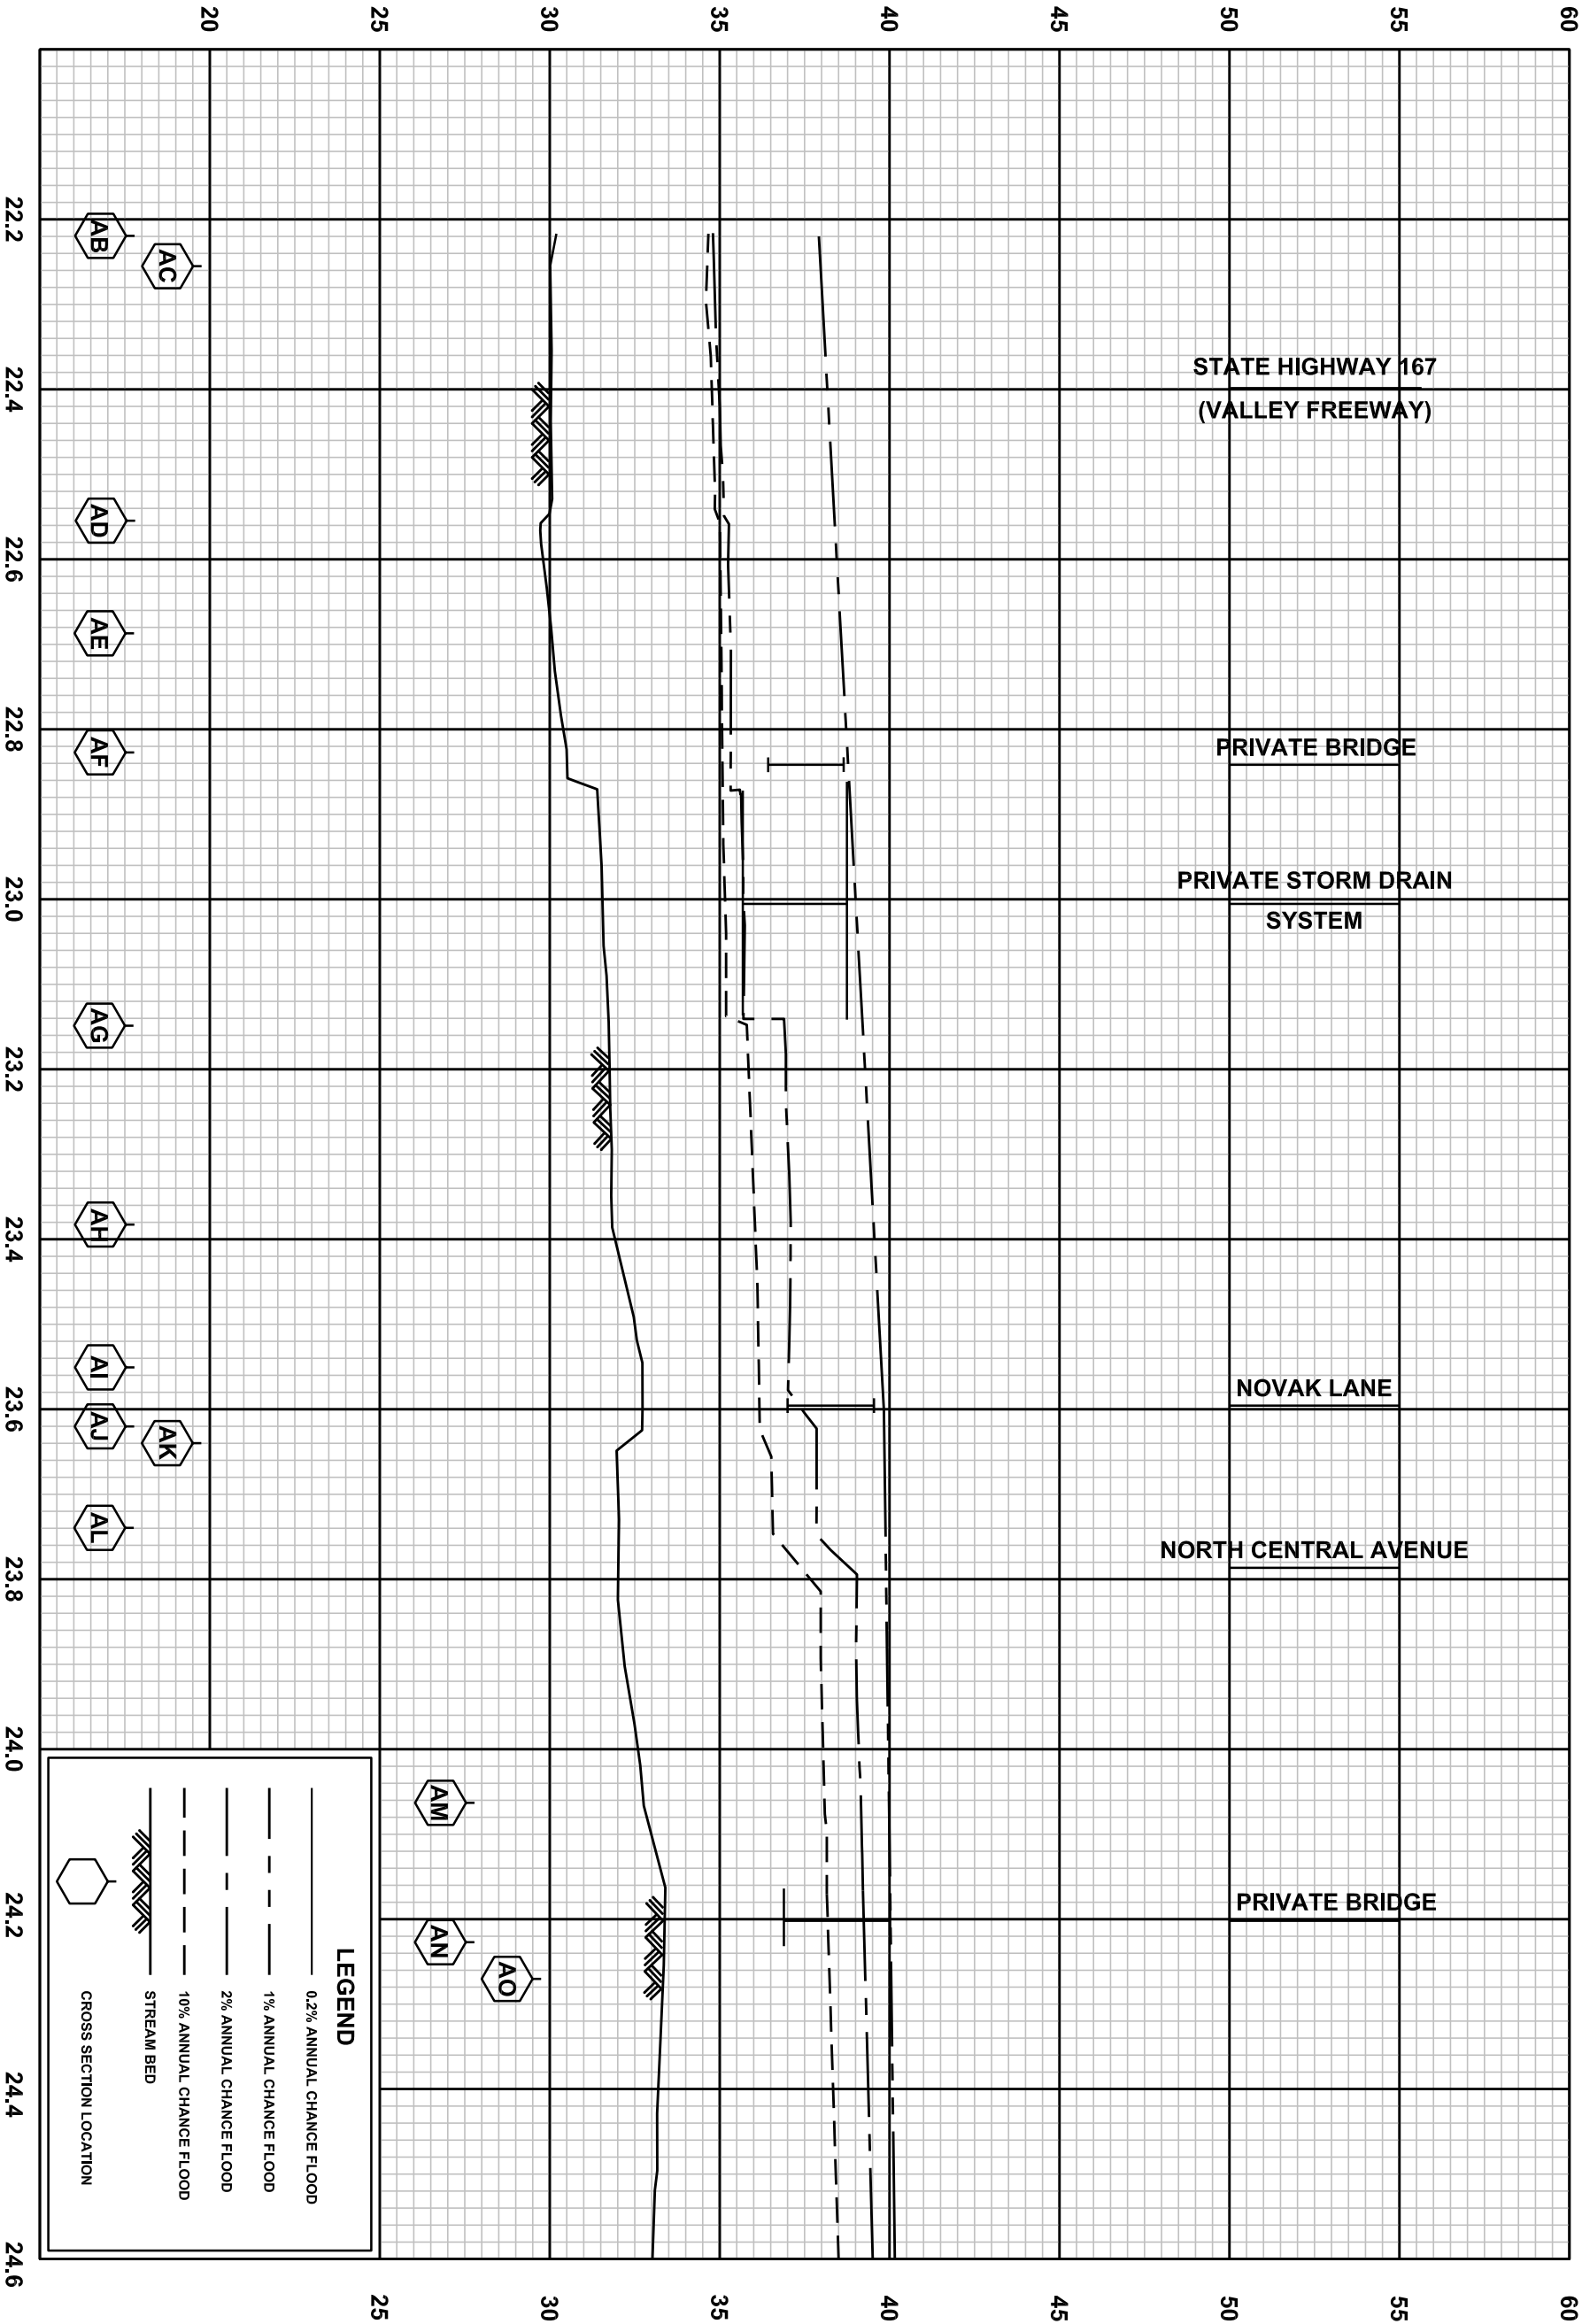 20
25
30
35
40
45
50
55
60
22.2
22.4
22.6
22.8
23.0
23.2
23.4
23.6
23.8
24.0
24.2
24.4
24.6
STATE HIGHWAY 167
(VALLEY FREEWAY)
PRIVATE BRIDGE
PRIVATE STORM DRAIN
SYSTEM
NOVAK LANE
NORTH CENTRAL AVENUE
PRIVATE BRIDGE
AB
AC
AD
AE
AF
AG
AH
AI
AJ
AK
AL
AM
AN
AO
LEGEND
0.2% ANNUAL CHANCE FLOOD
1% ANNUAL CHANCE FLOOD
2% ANNUAL CHANCE FLOOD
10% ANNUAL CHANCE FLOOD
STREAM BED
CROSS SECTION LOCATION
25
30
35
40
45
50
55
60